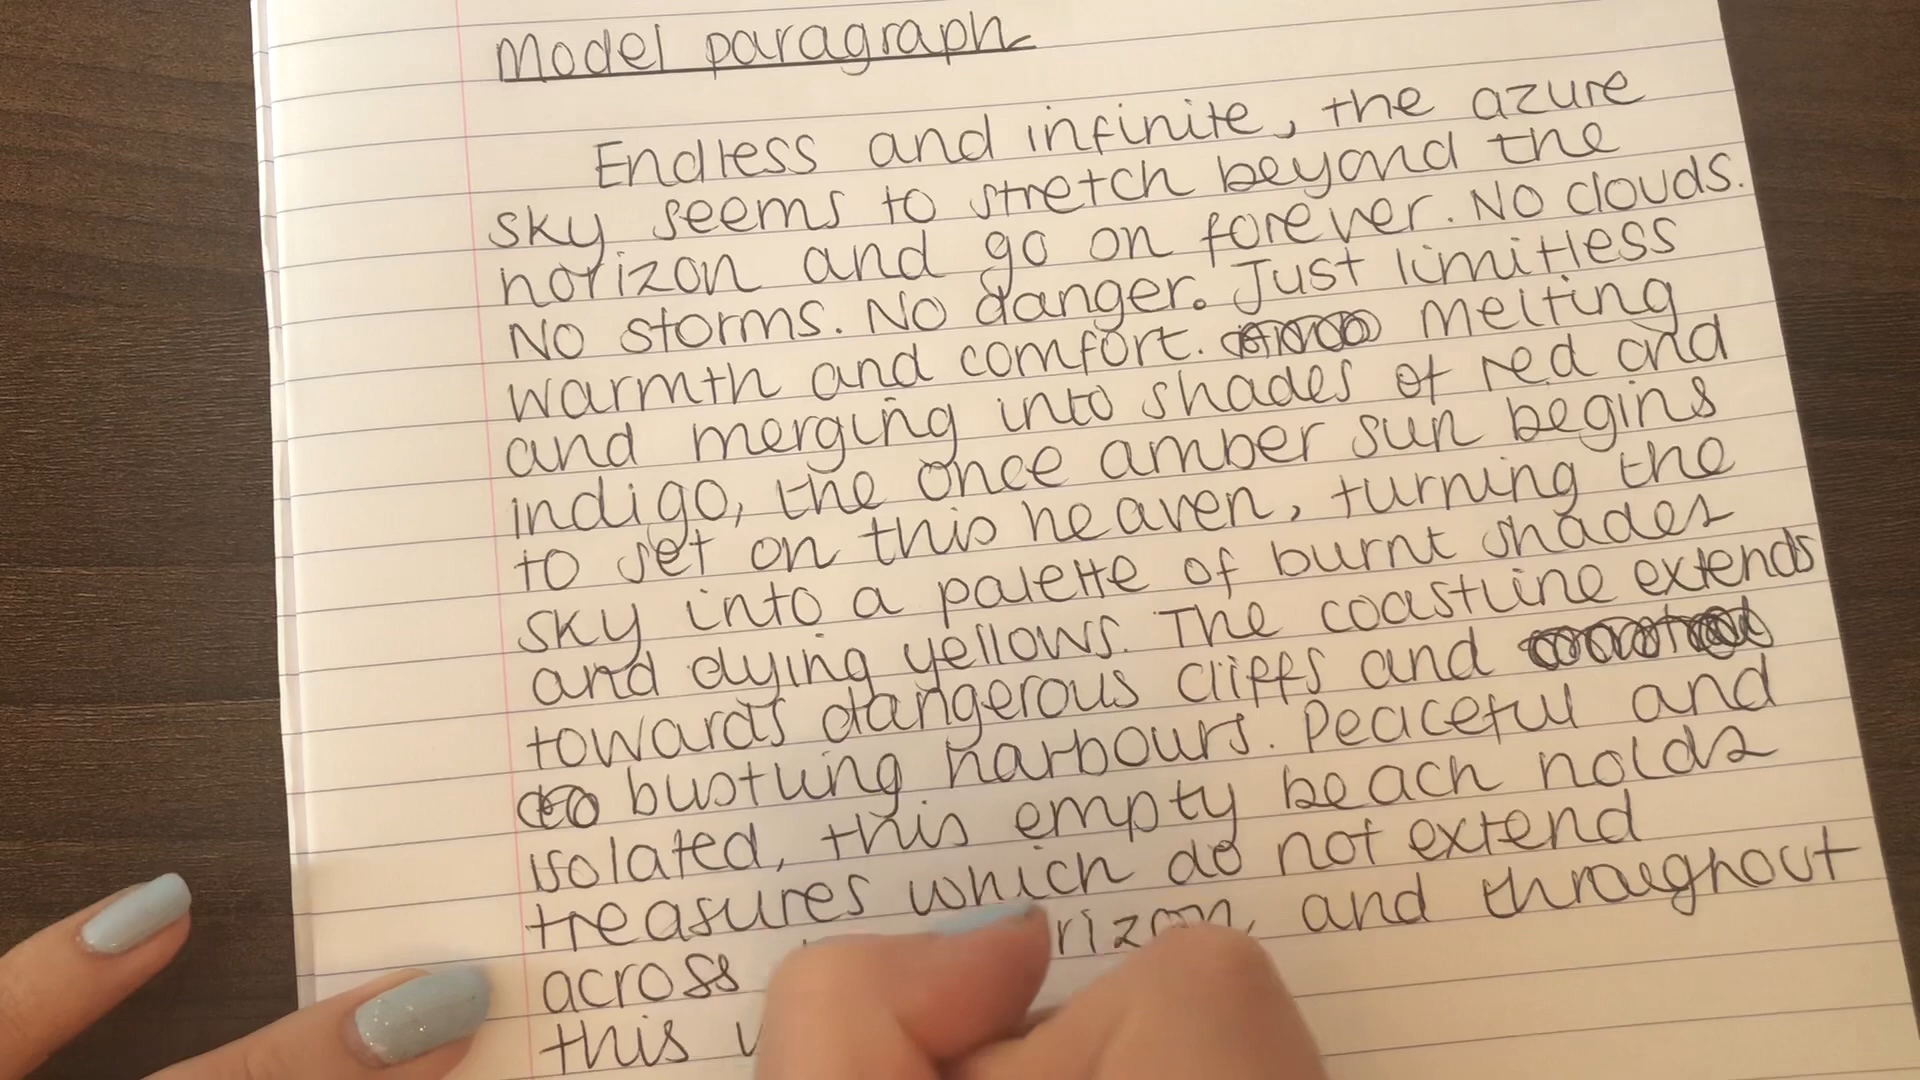 Model paragraph
Endless and infinite, the azure
sky seems to stretch beyond the
horizon and go on forever. No clouds.
No storms. No danger. Just limitless
warmth and comfort. Melting
and merging into shades of red and
indigo, the once amber sun begins
to set on this heaven, turning the
sky into a palette of burnt shades
and dying yellows. The coastline extends
towards dangerous cliffs and
bustling harbours. Peaceful and
isolated, this empty beach holds
treasures which do not extend
across and throughout
this